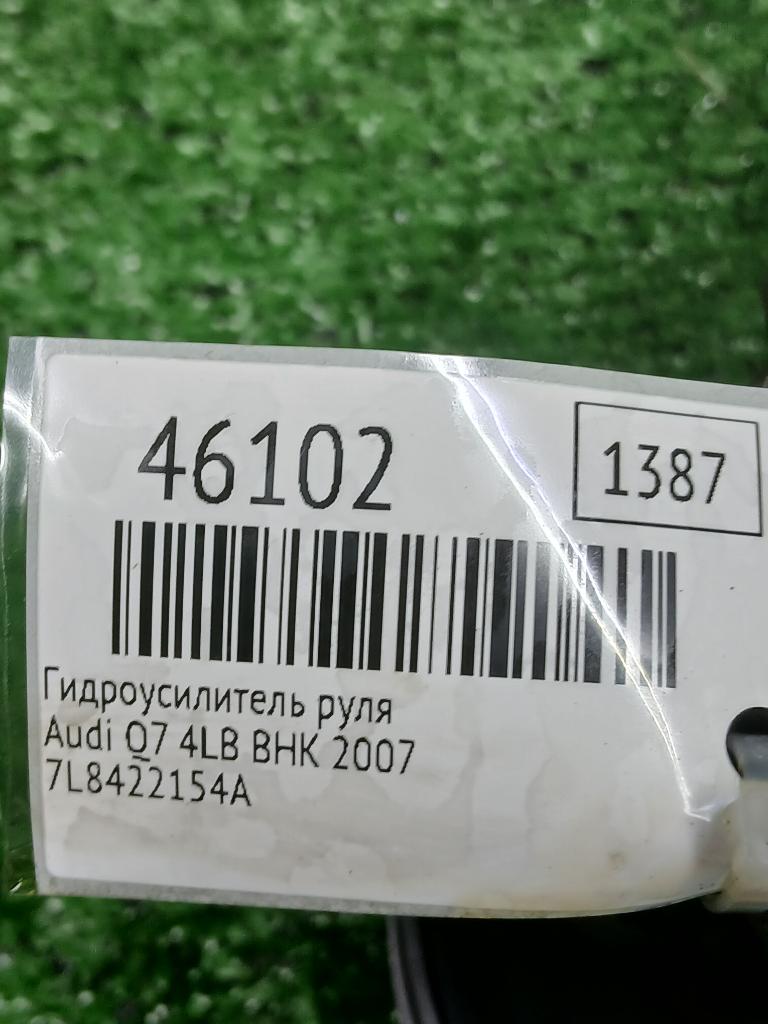 46102
1387
Гидроусилитель руля
Audi Q7 4LB BHK 2007
7L8422154A